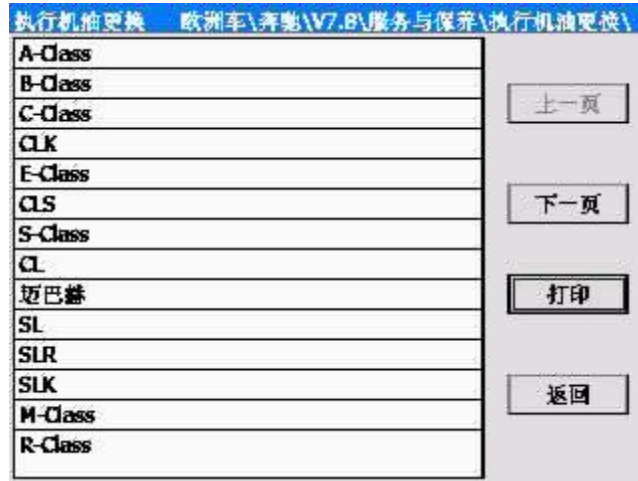 执行机油更换 欧洲车\奔驰\V7.8\服务与保养\执行机油更换\
A-Class
B-Class
C-Class
CLK
E-Class
CLS
S-Class
CL
迈巴赫
SL
SLR
SLK
M-Class
R-Class
上一页
下一页
打印
返回